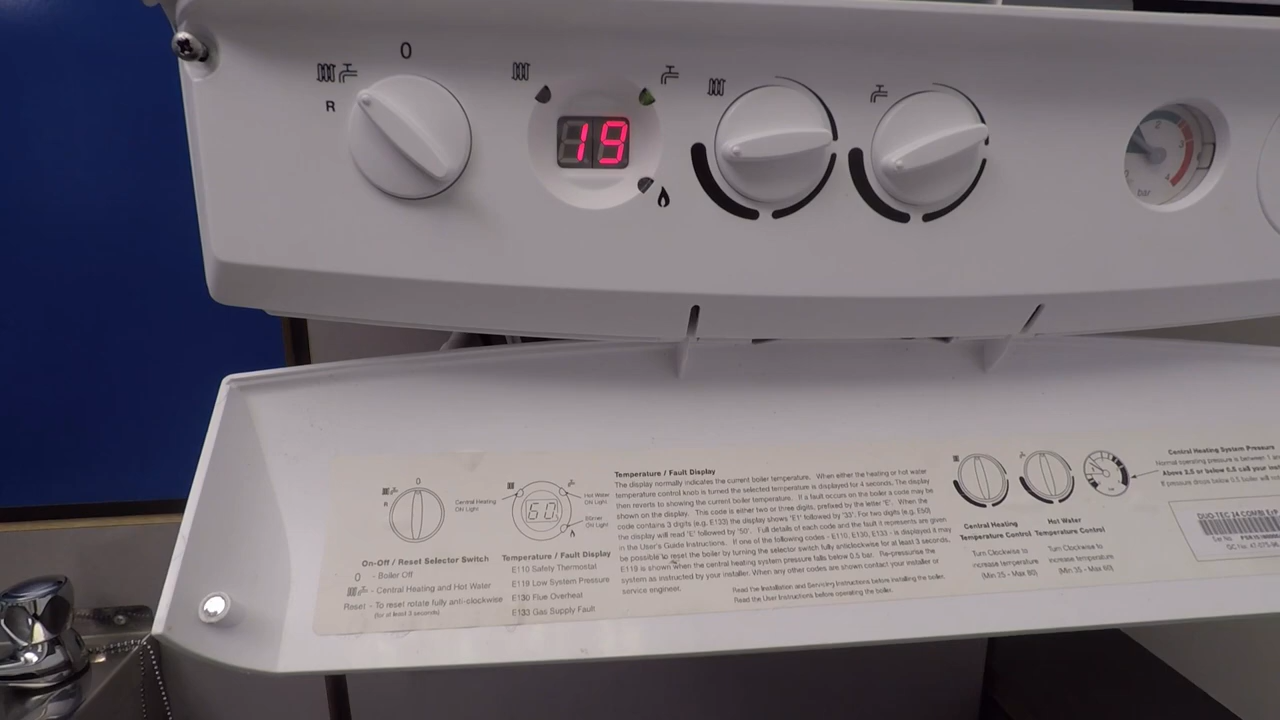 0
R
19
2
3
4
0
bar
0
R
Central Heating
ON Light
60
Hot Water
ON Light
Burner
ON Light
On-Off / Reset Selector Switch
0 - Boiler Off
- Central Heating and Hot Water
Reset - To reset rotate fully anti-clockwise
(for at least 3 seconds)
Temperature / Fault Display
E110 Safety Thermostat
E119 Low System Pressure
E130 Flue Overheat
E133 Gas Supply Fault
Temperature / Fault Display
The display normally indicates the current boiler temperature. When either the heating or hot water
temperature control knob is turned the selected temperature is displayed for 4 seconds. The display
then reverts to showing the current boiler temperature. If a fault occurs on the boiler a code may be
shown on the display. This code is either two or three digits, prefixed by the letter 'E'. When the
code contains 3 digits (e.g. E133) the display shows 'E1' followed by '33'. For two digits (e.g. E50)
the display will read 'E' followed by '50'. Full details of each code and the fault it represents are given
in the User's Guide Instructions. If one of the following codes - E110, E130, E133 - is displayed it may
be possible to reset the boiler by turning the selector switch fully anticlockwise for at least 3 seconds.
E119 is shown when the central heating system pressure falls below 0.5 bar. Re-pressurise the
system as instructed by your installer. When any other codes are shown contact your installer or
service engineer.
Read the Installation and Servicing Instructions before installing the boiler.
Read the User Instructions before operating the boiler.
Central Heating
Temperature Control
Turn Clockwise to
increase temperature
(Min 25 - Max 80)
Hot Water
Temperature Control
Turn Clockwise to
increase temperature
(Min 35 - Max 60)
Central Heating System Pressure
Normal operating pressure is between 1 
Above 2.5 or below 0.5 call your
If pressure drops below 0.5 boiler will
DUO-TEC 24 COMBI